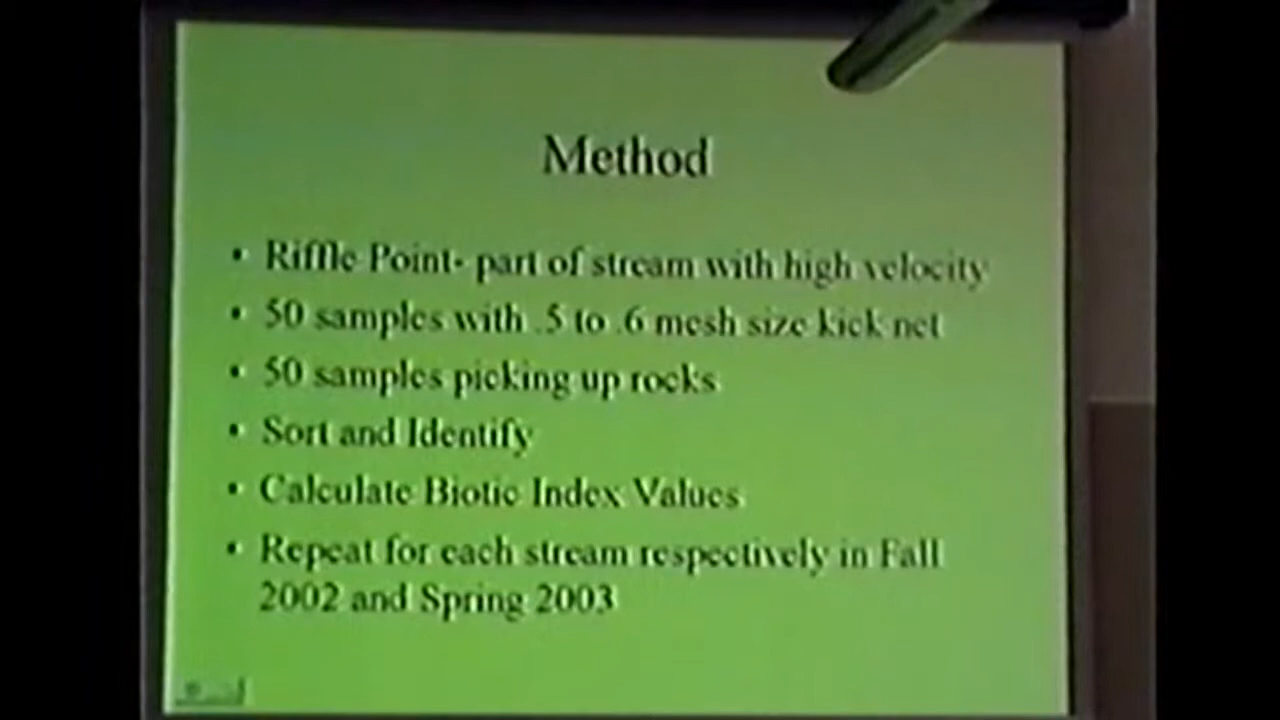 Method
• Riffle Point- part of stream with high velocity
• 50 samples with .5 to .6 mesh size kick net
• 50 samples picking up rocks
• Sort and Identify
• Calculate Biotic Index Values
• Repeat for each stream respectively in Fall
2002 and Spring 2003